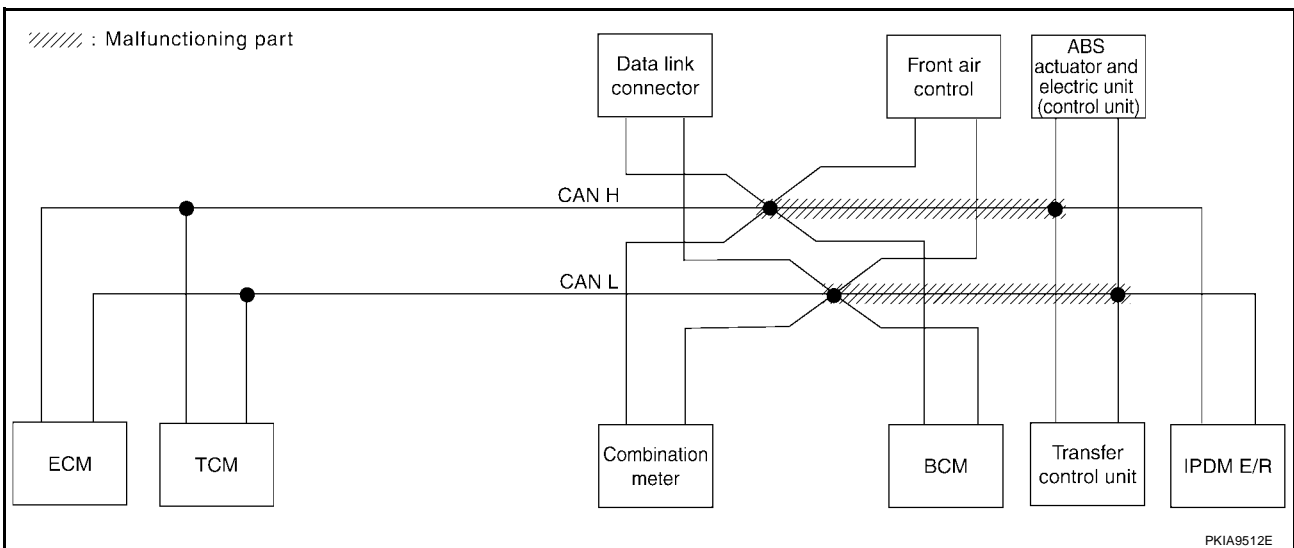 : Malfunctioning part
Data link
connector
Front air
control
ABS
actuator and
electric unit
(control unit)
CAN H
CAN L
ECM
TCM
Combination
meter
BCM
Transfer
control unit
IPDM E/R
PKIA9512E